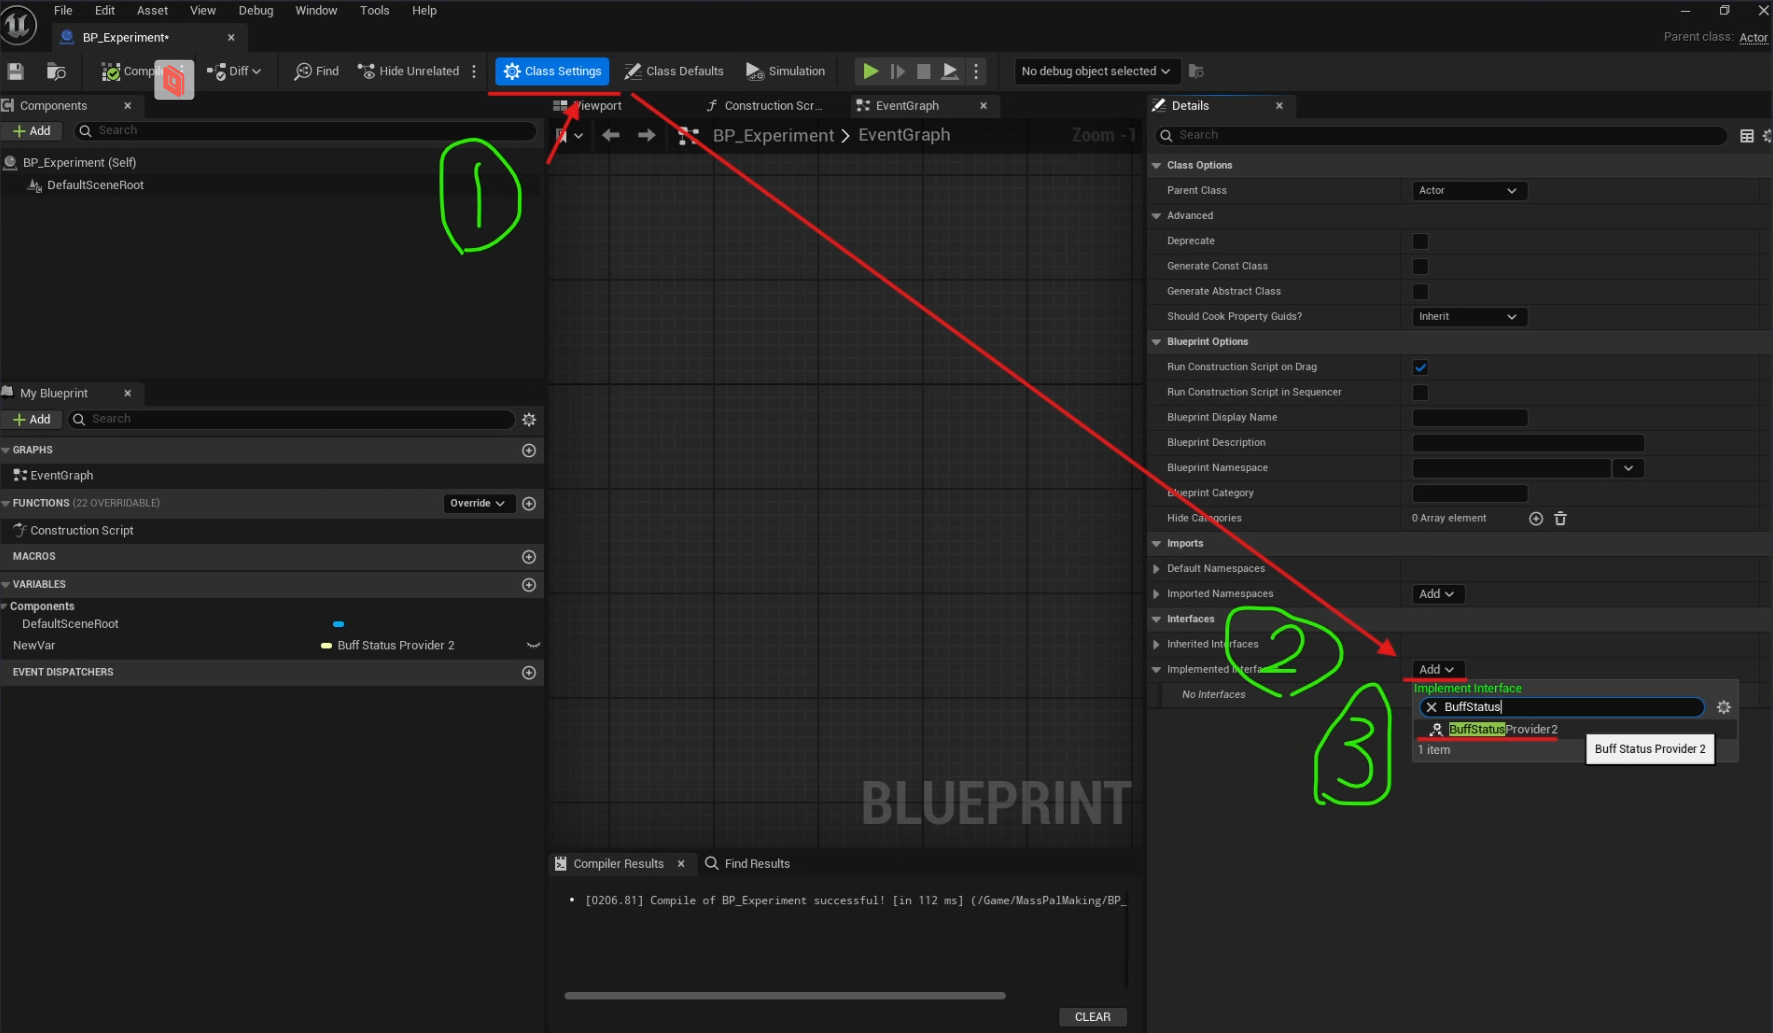 File Edit Asset View Debug Window Tools Help
BP_Experiment*
Parent class: Actor
Diff
Find
Hide Unrelated
Class Settings
Class Defaults
Simulation
No debug object selected
Components
Viewport
Construction Scr...
EventGraph
Details
Add
Search
BP_Experiment > EventGraph
Zoom -1
Search
BP_Experiment (Self)
DefaultSceneRoot
1
Class Options
Parent Class
Actor
Advanced
Deprecate
Generate Const Class
Generate Abstract Class
Should Cook Property Guids?
Inherit
Blueprint Options
Run Construction Script on Drag
Run Construction Script in Sequencer
Blueprint Display Name
Blueprint Description
Blueprint Namespace
Blueprint Category
Hide Categories
0 Array element
Imports
Default Namespaces
Imported Namespaces
Add
Interfaces
Inherited Interfaces
2
Implemented Interfaces
Add
No Interfaces
Implement Interface
BuffStatus
BuffStatusProvider2
1 item
Buff Status Provider 2
3
My Blueprint
Add
Search
GRAPHS
EventGraph
FUNCTIONS (22 OVERRIDABLE)
Override
Construction Script
MACROS
VARIABLES
Components
DefaultSceneRoot
NewVar
Buff Status Provider 2
EVENT DISPATCHERS
BLUEPRINT
Compiler Results
Find Results
[0206.81] Compile of BP_Experiment successful! [in 112 ms] (/Game/MassPalMaking/BP_
CLEAR